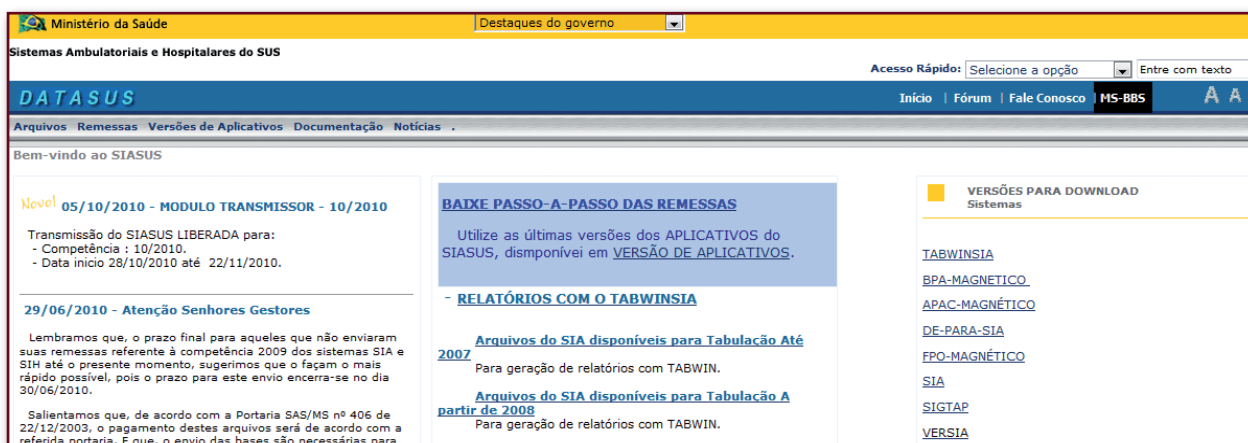 Ministério da Saúde
Destaques do governo
Sistemas Ambulatoriais e Hospitalares do SUS
Acesso Rápido: Selecione a opção Entre com texto
DATASUS
Início | Fórum | Fale Conosco | MS-BBS A A
Arquivos Remessas Versões de Aplicativos Documentação Notícias .
Bem-vindo ao SIASUS
Novo! 05/10/2010 - MODULO TRANSMISSOR - 10/2010
Transmissão do SIASUS LIBERADA para:
- Competência : 10/2010.
- Data inicio 28/10/2010 até 22/11/2010.
29/06/2010 - Atenção Senhores Gestores
Lembramos que, o prazo final para aqueles que não enviaram
suas remessas referente à competência 2009 dos sistemas SIA e
SIH até o presente momento, sugerimos que o façam o mais
rápido possível, pois o prazo para este envio encerra-se no dia
30/06/2010.
Salientamos que, de acordo com a Portaria SAS/MS nº 406 de
22/12/2003, o pagamento destes arquivos será de acordo com a
referida portaria. E que, o envio das bases são necessárias para
BAIXE PASSO-A-PASSO DAS REMESSAS
Utilize as últimas versões dos APLICATIVOS do
SIASUS, dismponívei em VERSÃO DE APLICATIVOS.
- RELATÓRIOS COM O TABWINSIA
Arquivos do SIA disponíveis para Tabulação Até
2007
Para geração de relatórios com TABWIN.
Arquivos do SIA disponíveis para Tabulação A
partir de 2008
Para geração de relatórios com TABWIN.
VERSÕES PARA DOWNLOAD
Sistemas
TABWINSIA
BPA-MAGNETICO
APAC-MAGNÉTICO
DE-PARA-SIA
FPO-MAGNÉTICO
SIA
SIGTAP
VERSIA